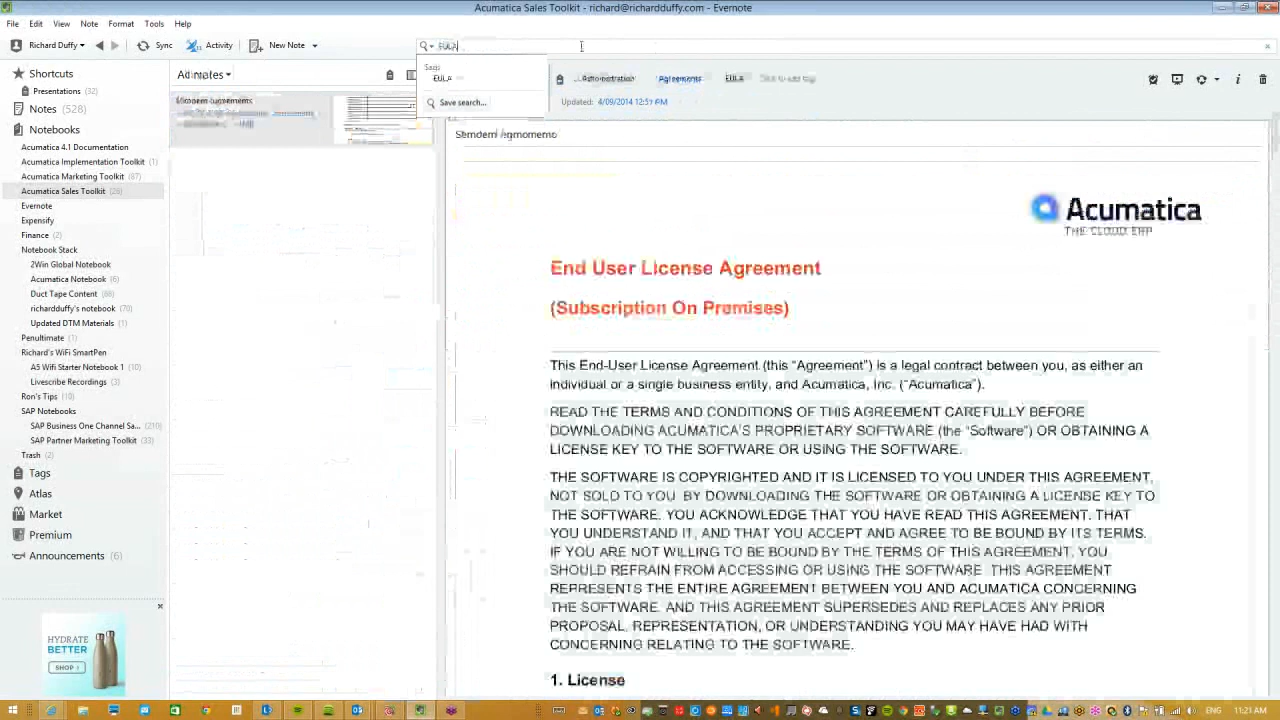 Acumatica Sales Toolkit - richard@richardduffy.com - Evernote
File Edit View Note Format Tools Help
Richard Duffy Sync Activity New Note
EULA
EULA
Save search...
Shortcuts
Presentations (32)
Notes (528)
Notebooks
Acumatica 4.1 Documentation
Acumatica Implementation Toolkit (1)
Acumatica Marketing Toolkit (87)
Acumatica Sales Toolkit (28)
Evernote
Expensify
Finance (2)
Notebook Stack
2Win Global Notebook
Acumatica Notebook (6)
Duct Tape Content (66)
richardduffy's notebook (70)
Updated DTM Materials (1)
Penultimate (1)
Richard's WiFi SmartPen
A5 Wifi Starter Notebook 1 (7)
Livescribe Recordings (3)
Ron's Tips (10)
SAP Notebooks
SAP Business One Channel Sa... (210)
SAP Partner Marketing Toolkit (33)
Trash (2)
Tags
Atlas
Market
Premium
Announcements (6)
HYDRATE
BETTER
SHOP ›
Agreements EULA Click to add tag
Updated: 4/09/2014 12:51 PM
Acumatica
THE CLOUD ERP
End User License Agreement
(Subscription On Premises)
This End-User License Agreement (this “Agreement”) is a legal contract between you, as either an
individual or a single business entity, and Acumatica, Inc. (“Acumatica”).
READ THE TERMS AND CONDITIONS OF THIS AGREEMENT CAREFULLY BEFORE
DOWNLOADING ACUMATICA'S PROPRIETARY SOFTWARE (the “Software”) OR OBTAINING A
LICENSE KEY TO THE SOFTWARE OR USING THE SOFTWARE.
THE SOFTWARE IS COPYRIGHTED AND IT IS LICENSED TO YOU UNDER THIS AGREEMENT,
NOT SOLD TO YOU. BY DOWNLOADING THE SOFTWARE OR OBTAINING A LICENSE KEY TO
THE SOFTWARE, YOU ACKNOWLEDGE THAT YOU HAVE READ THIS AGREEMENT, THAT
YOU UNDERSTAND IT, AND THAT YOU ACCEPT AND AGREE TO BE BOUND BY ITS TERMS.
IF YOU ARE NOT WILLING TO BE BOUND BY THE TERMS OF THIS AGREEMENT, YOU
SHOULD REFRAIN FROM ACCESSING OR USING THE SOFTWARE. THIS AGREEMENT
REPRESENTS THE ENTIRE AGREEMENT BETWEEN YOU AND ACUMATICA CONCERNING
THE SOFTWARE, AND THIS AGREEMENT SUPERSEDES AND REPLACES ANY PRIOR
PROPOSAL, REPRESENTATION, OR UNDERSTANDING YOU MAY HAVE HAD WITH
CONCERNING RELATING TO THE SOFTWARE.
1. License
ENG 11:21 AM